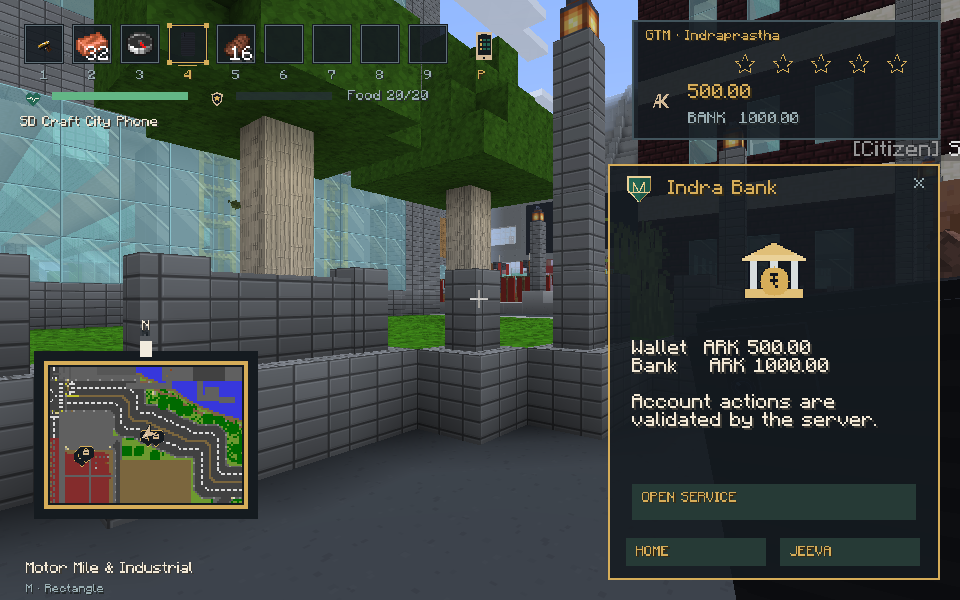 32
16
1
2
3
4
5
6
7
8
9
P
Food 20/20
SD Craft City Phone
GTM · Indraprastha
AK
500.00
BANK 1000.00
[Citizen] S
M
Indra Bank
×
₹
Wallet ARK 500.00
Bank ARK 1000.00
Account actions are
validated by the server.
OPEN SERVICE
HOME
JEEVA
N
Motor Mile & Industrial
M · Rectangle